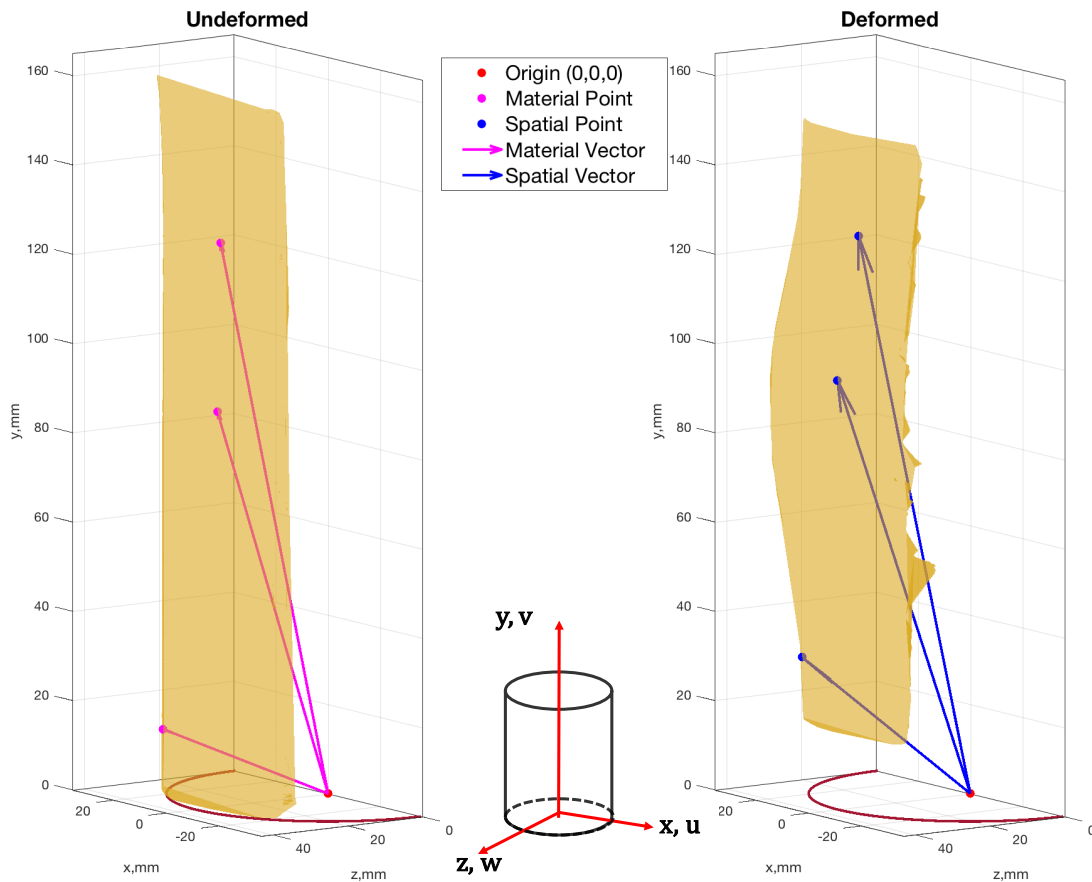 Undeformed
Deformed
Origin (0,0,0)
Material Point
Spatial Point
Material Vector
Spatial Vector
160
140
120
100
80
60
40
20
0
y,mm
20
0
-20
x,mm
40
20
0
z,mm
y, v
x, u
z, w
160
140
120
100
80
60
40
20
0
y,mm
20
0
-20
x,mm
40
20
0
z,mm